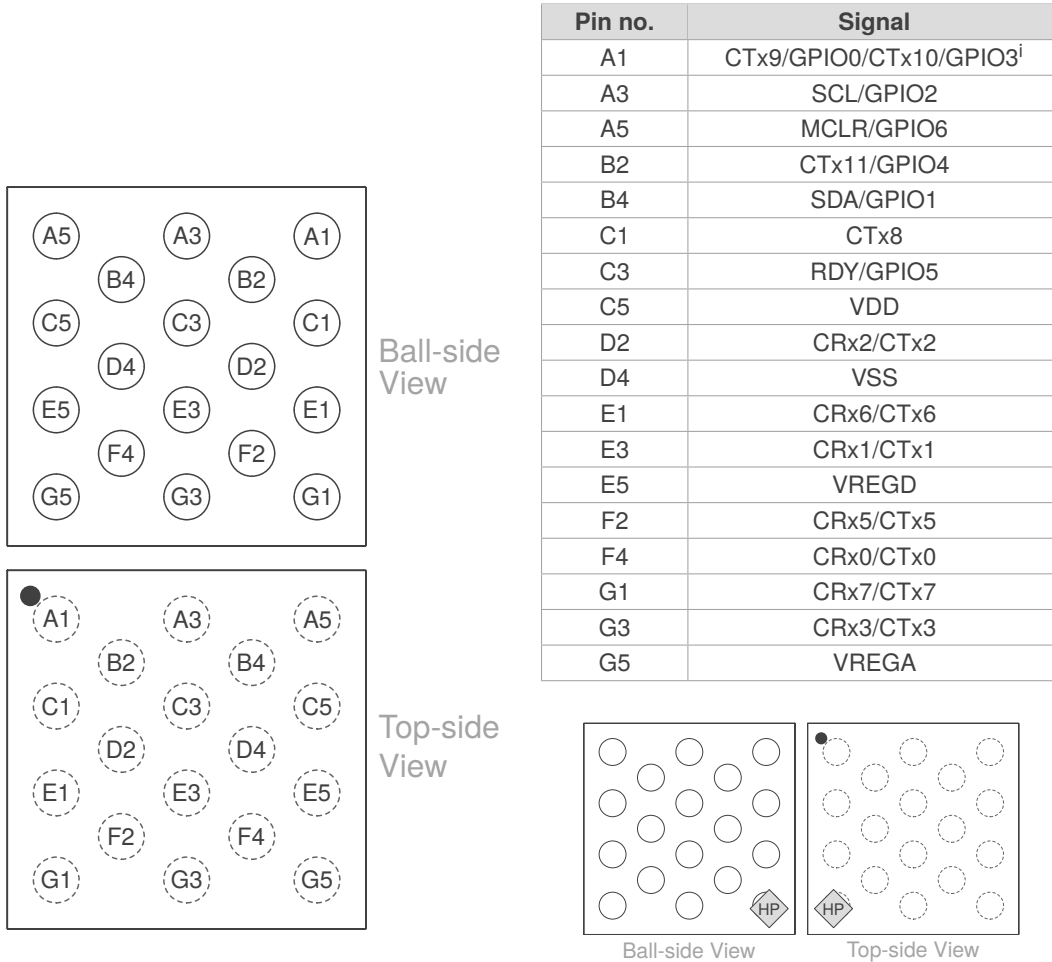 A5 A3 A1
B4 B2
C5 C3 C1
D4 D2
E5 E3 E1
F4 F2
G5 G3 G1
Ball-side
View
A1 A3 A5
B2 B4
C1 C3 C5
D2 D4
E1 E3 E5
F2 F4
G1 G3 G5
Top-side
View
Pin no. Signal
A1 CTx9/GPIO0/CTx10/GPIO3ⁱ
A3 SCL/GPIO2
A5 MCLR/GPIO6
B2 CTx11/GPIO4
B4 SDA/GPIO1
C1 CTx8
C3 RDY/GPIO5
C5 VDD
D2 CRx2/CTx2
D4 VSS
E1 CRx6/CTx6
E3 CRx1/CTx1
E5 VREGD
F2 CRx5/CTx5
F4 CRx0/CTx0
G1 CRx7/CTx7
G3 CRx3/CTx3
G5 VREGA
HP HP
Ball-side View Top-side View